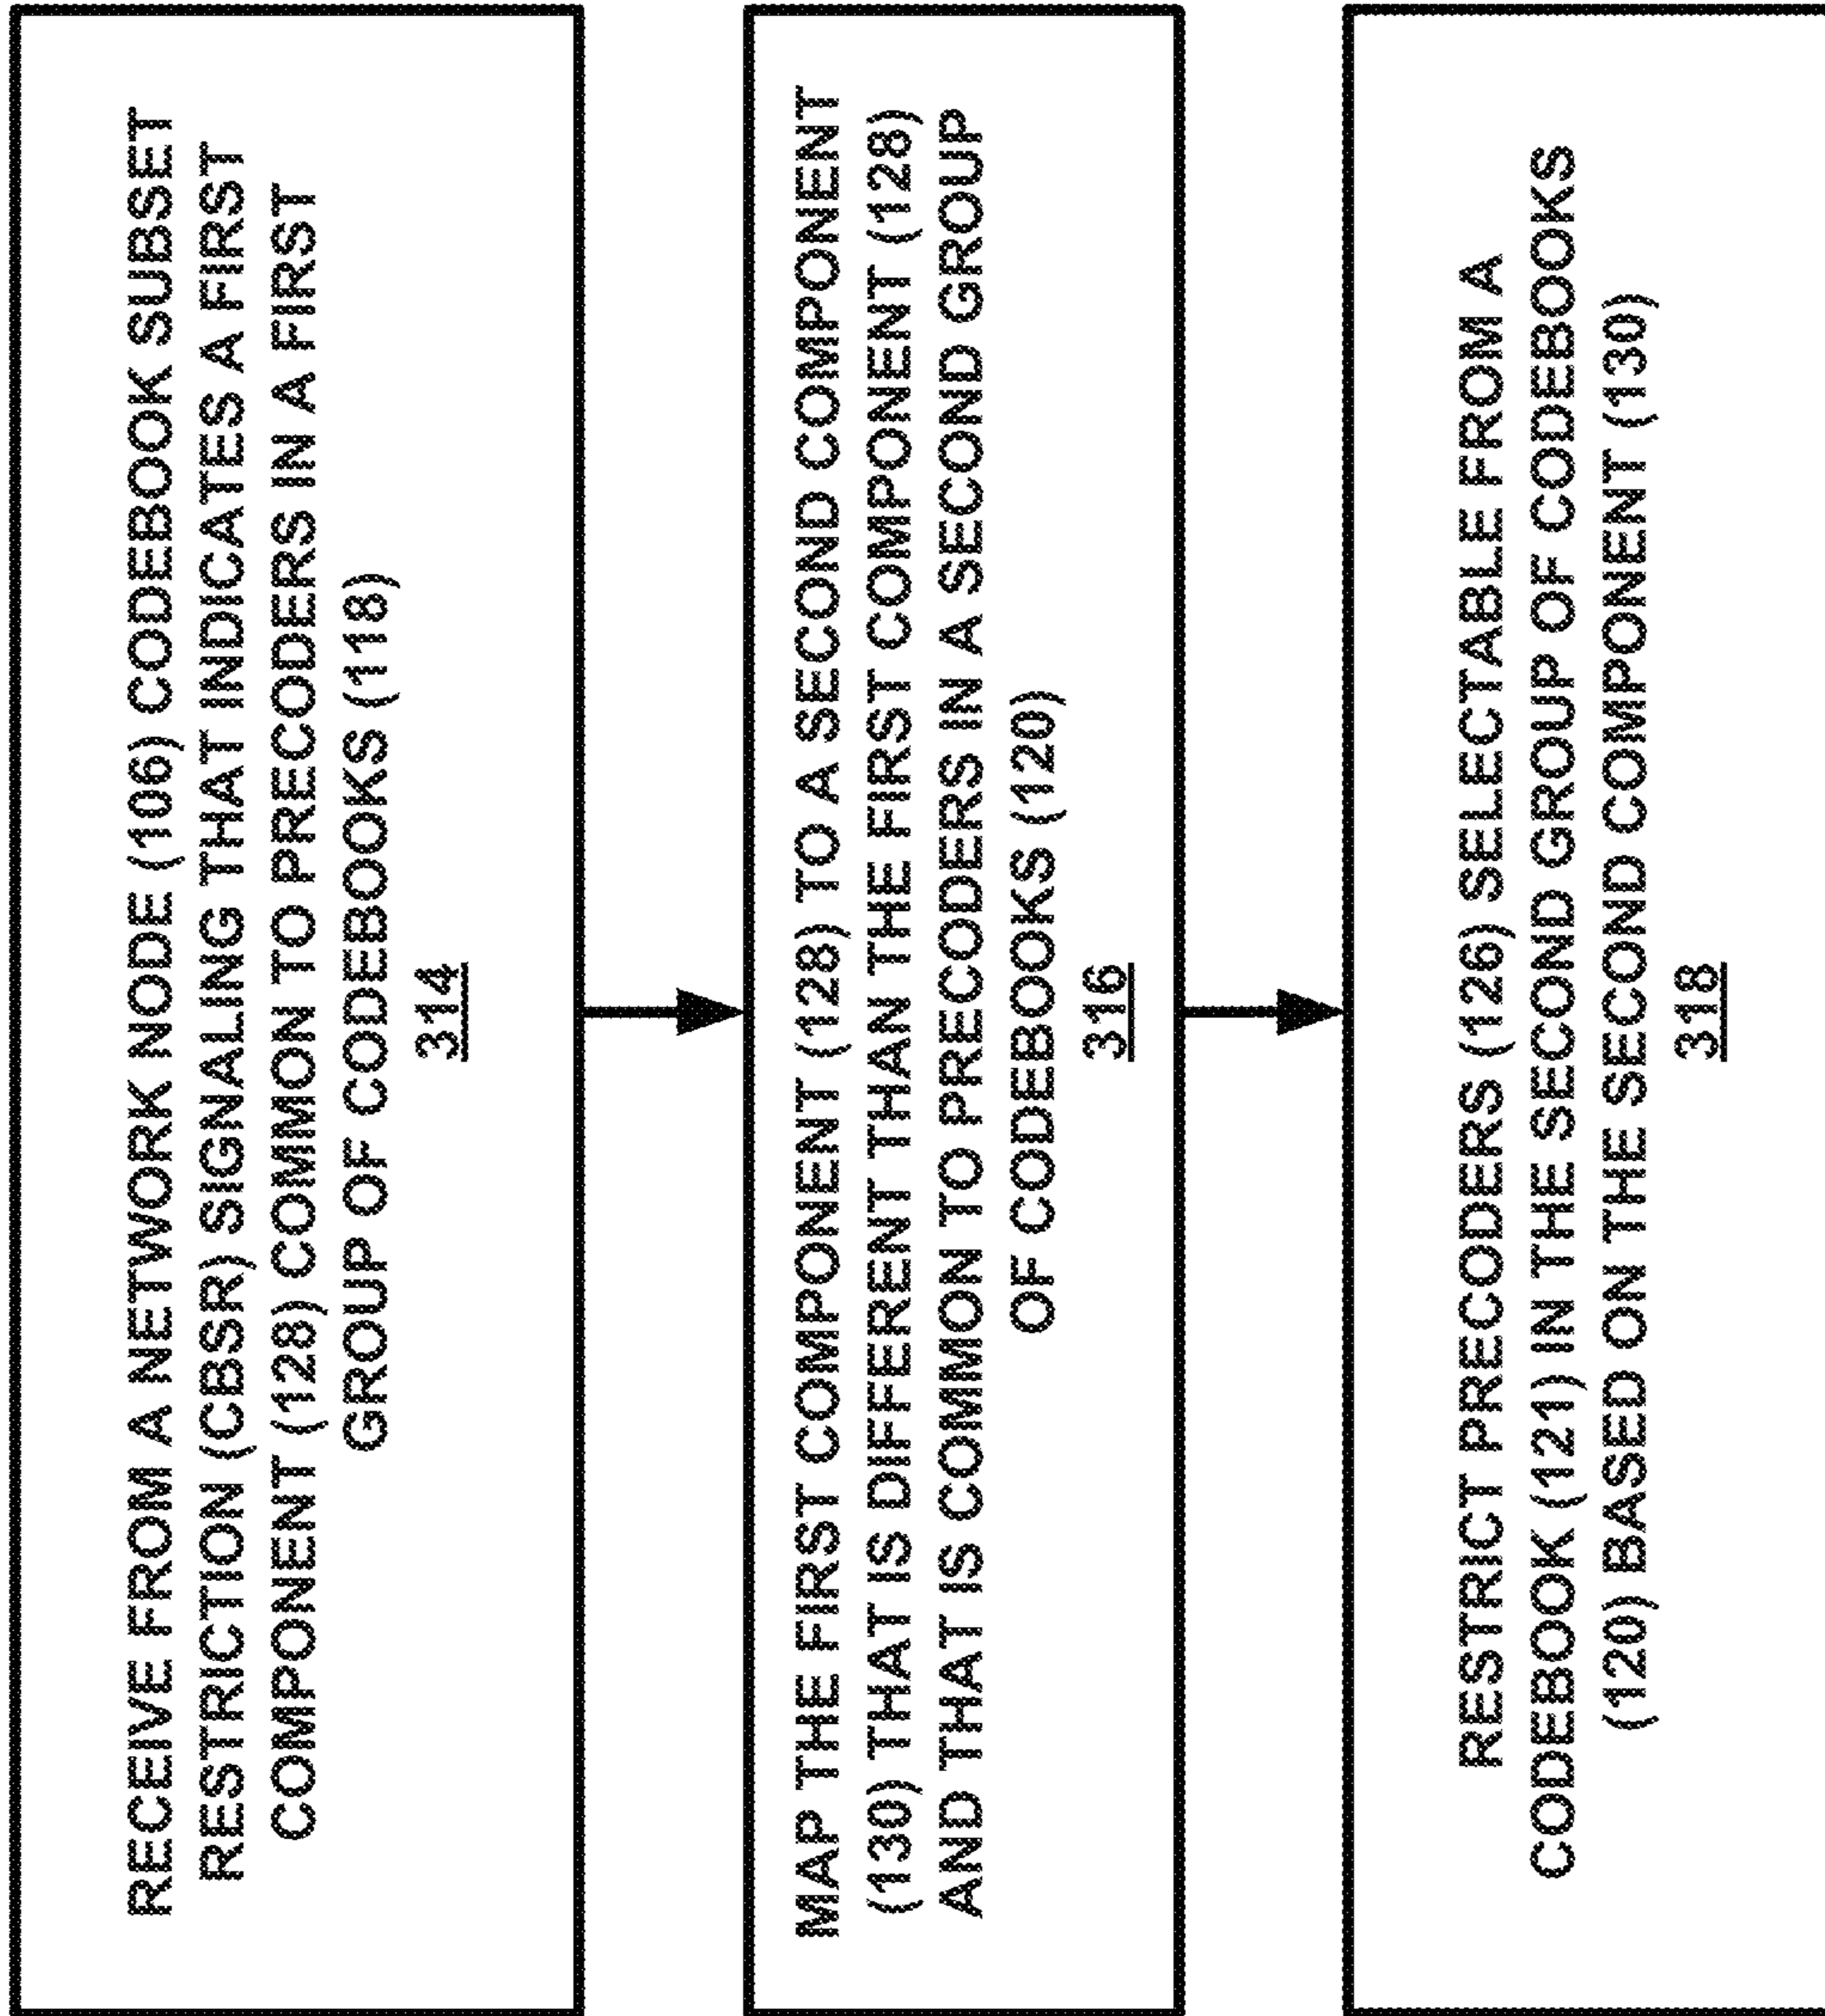 RECEIVE FROM A NETWORK NODE (106) CODEBOOK SUBSET
RESTRICTION (CBSR) SIGNALING THAT INDICATES A FIRST
COMPONENT (128) COMMON TO PRECODERS IN A FIRST
GROUP OF CODEBOOKS (118)
314
MAP THE FIRST COMPONENT (128) TO A SECOND COMPONENT
(130) THAT IS DIFFERENT THAN THE FIRST COMPONENT (128)
AND THAT IS COMMON TO PRECODERS IN A SECOND GROUP
OF CODEBOOKS (120)
316
RESTRICT PRECODERS (126) SELECTABLE FROM A
CODEBOOK (121) IN THE SECOND GROUP OF CODEBOOKS
(120) BASED ON THE SECOND COMPONENT (130)
318